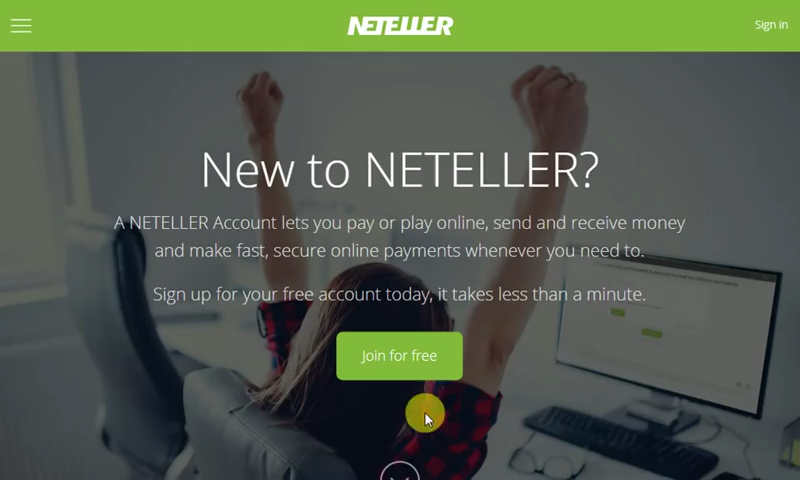 NETELLER
Sign in
New to NETELLER?
A NETELLER Account lets you pay or play online, send and receive money
and make fast, secure online payments whenever you need to.
Sign up for your free account today, it takes less than a minute.
Join for free